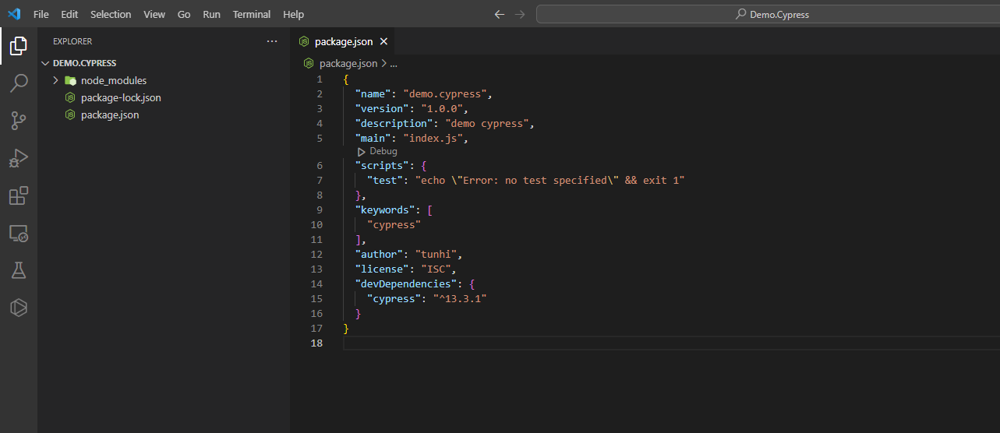 File Edit Selection View Go Run Terminal Help
Demo.Cypress
EXPLORER
DEMO.CYPRESS
node_modules
package-lock.json
package.json
package.json
package.json > ...
1 {
2 "name": "demo.cypress",
3 "version": "1.0.0",
4 "description": "demo cypress",
5 "main": "index.js",
Debug
6 "scripts": {
7 "test": "echo \"Error: no test specified\" && exit 1"
8 },
9 "keywords": [
10 "cypress"
11 ],
12 "author": "tunhi",
13 "license": "ISC",
14 "devDependencies": {
15 "cypress": "^13.3.1"
16 }
17 }
18